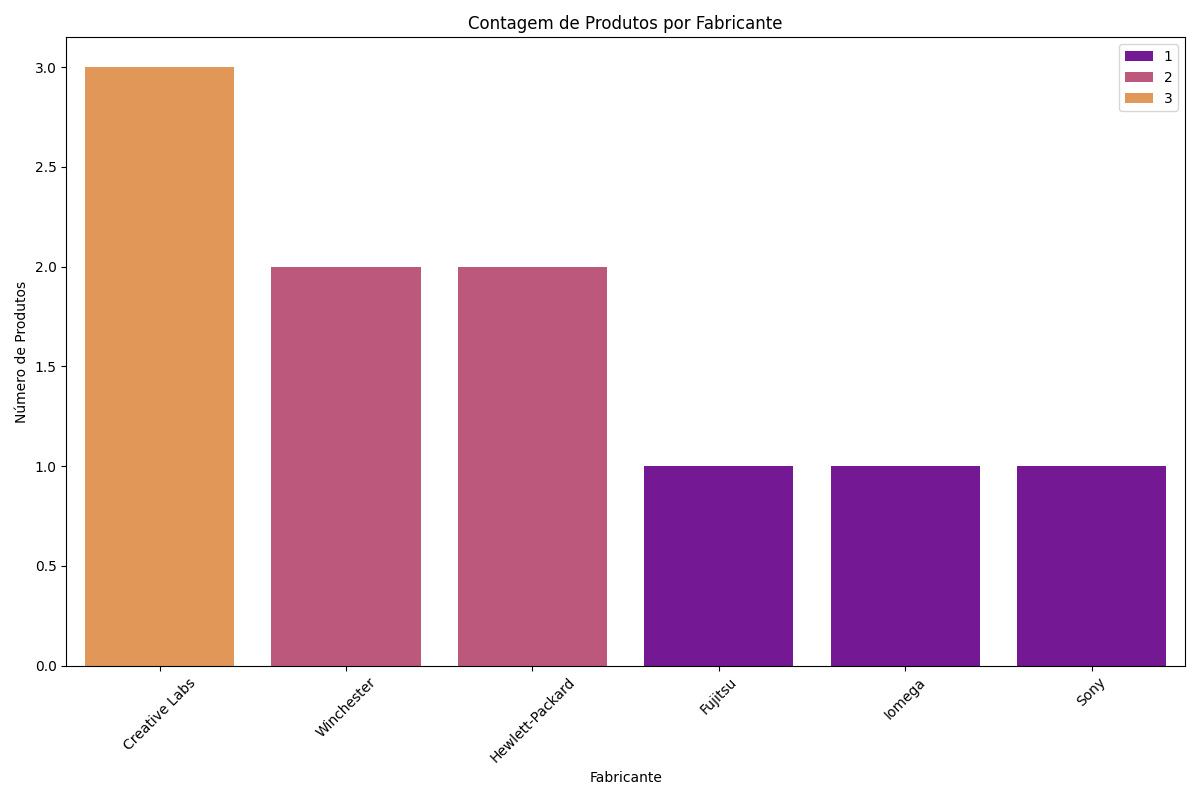 Contagem de Produtos por Fabricante
1
2
3
Número de Produtos
3.0
2.5
2.0
1.5
1.0
0.5
0.0
Creative Labs
Winchester
Hewlett-Packard
Fujitsu
Iomega
Sony
Fabricante